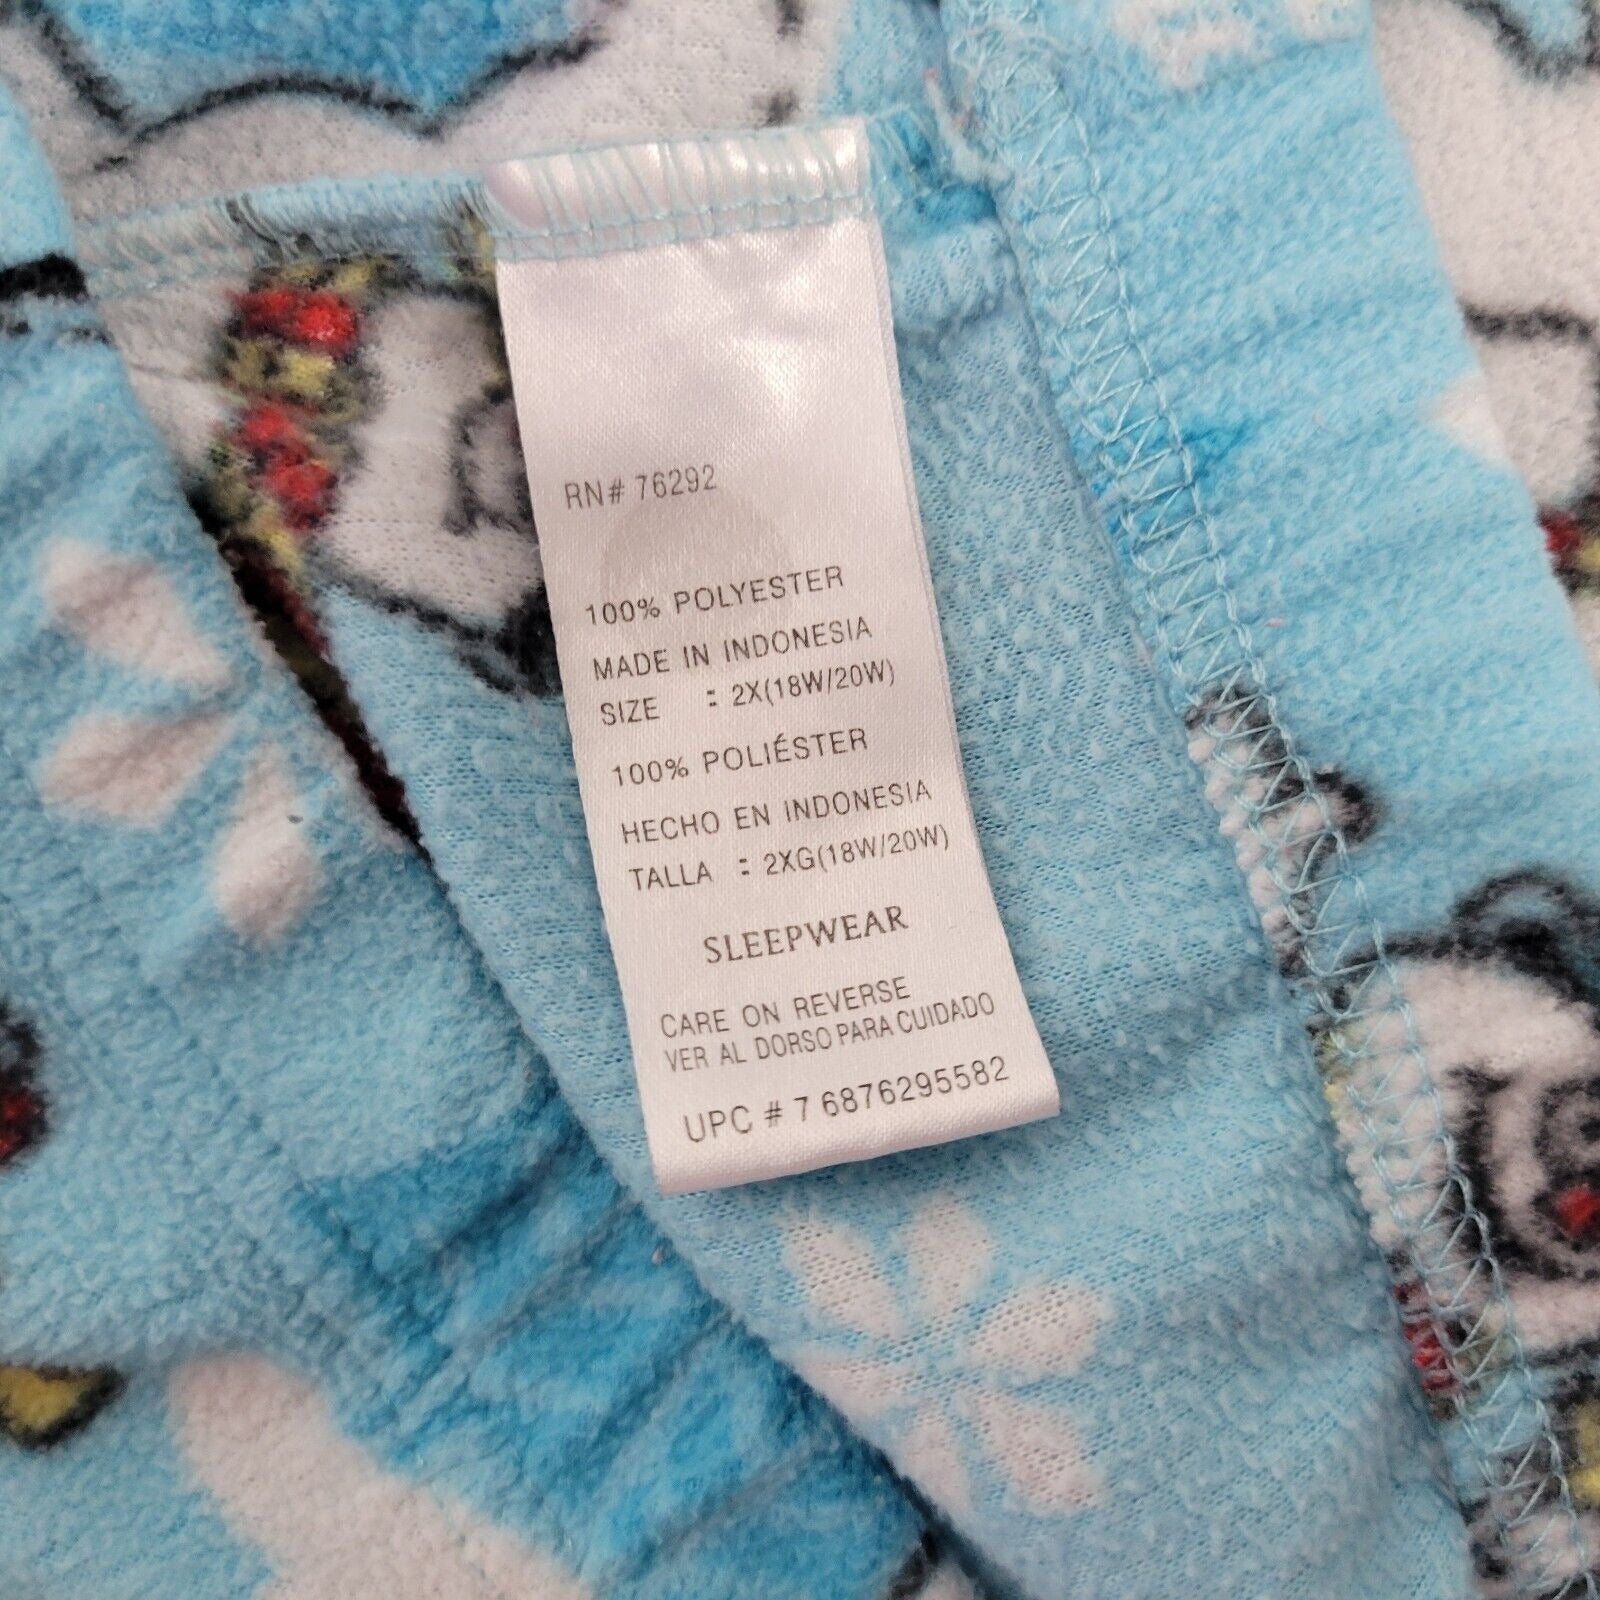 RN# 76292
100% POLYESTER
MADE IN INDONESIA
SIZE : 2X(18W/20W)
100% POLIÉSTER
HECHO EN INDONESIA
TALLA : 2XG(18W/20W)
SLEEPWEAR
CARE ON REVERSE
VER AL DORSO PARA CUIDADO
UPC # 7 6876295582